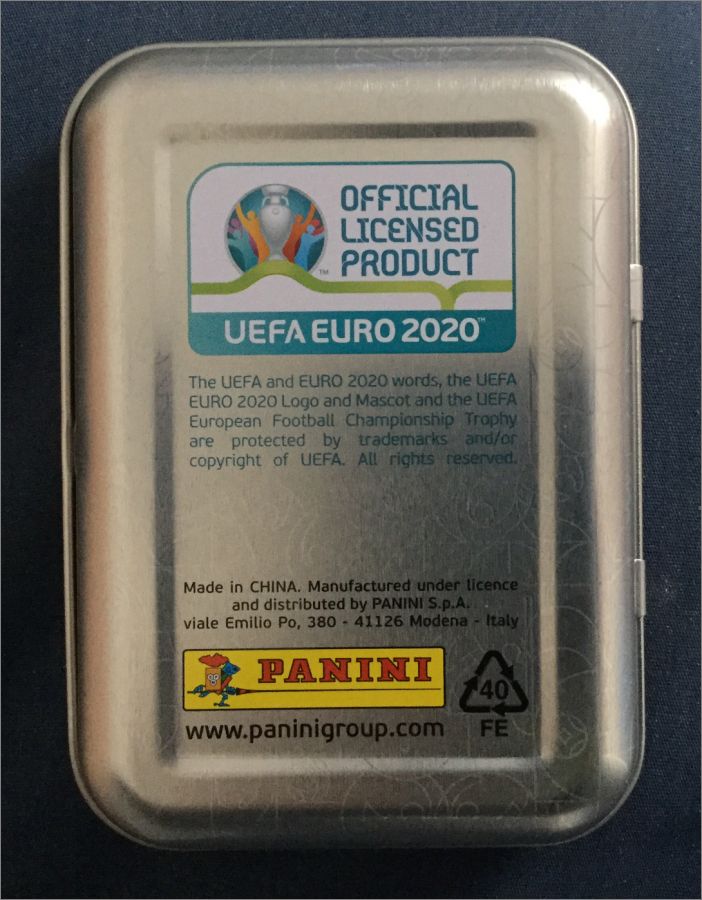 OFFICIAL
LICENSED
PRODUCT
TM
UEFA EURO 2020™
The UEFA and EURO 2020 words, the UEFA
EURO 2020 Logo and Mascot and the UEFA
European Football Championship Trophy
are protected by trademarks and/or
copyright of UEFA. All rights reserved.
Made in CHINA. Manufactured under licence
and distributed by PANINI S.p.A.
viale Emilio Po, 380 - 41126 Modena - Italy
PANINI
www.paninigroup.com
40
FE